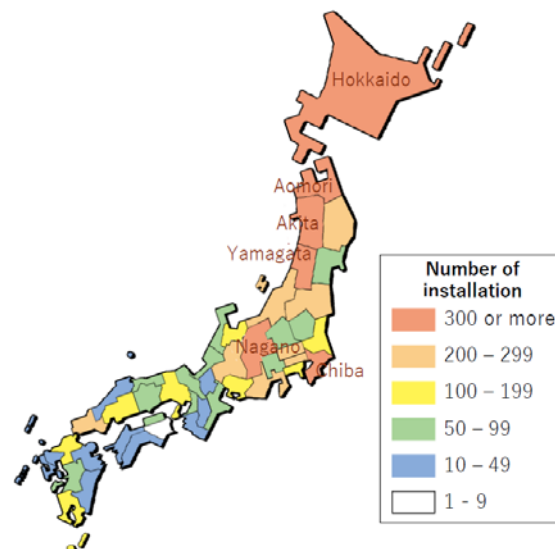 Hokkaido
Aomori
Akita
Yamagata
Nagano
Chiba
Number of
installation
300 or more
200 – 299
100 – 199
50 – 99
10 – 49
1 - 9